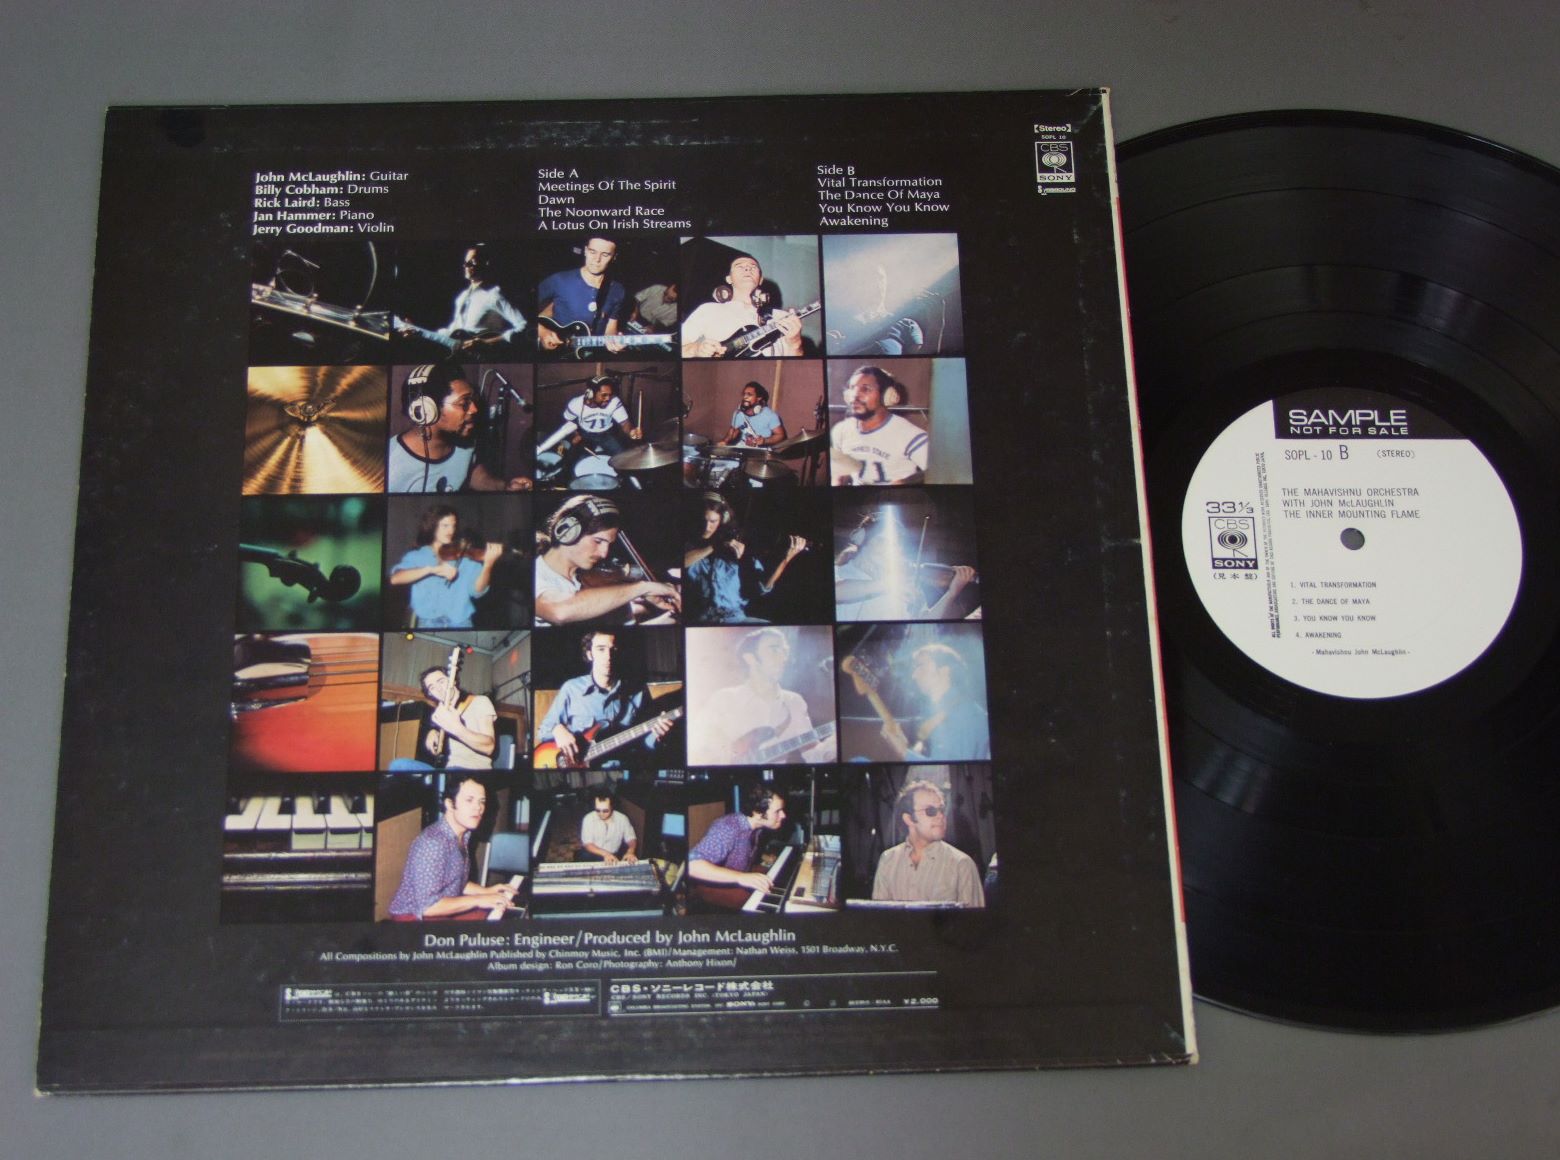 John McLaughlin: Guitar
Billy Cobham: Drums
Rick Laird: Bass
Jan Hammer: Piano
Jerry Goodman: Violin
Side A
Meetings Of The Spirit
Dawn
The Noonward Race
A Lotus On Irish Streams
Side B
Vital Transformation
The Dance Of Maya
You Know You Know
Awakening
【Stereo】
SOPL 10
CBS
SONY
71
Don Puluse: Engineer/Produced by John McLaughlin
All Compositions by John McLaughlin Published by Chinmoy Music, Inc. (BMI)/Management: Nathan Weiss, 1501 Broadway, N.Y.C.
Album design: Ron Coro/Photography: Anthony Hixon/
CBS・ソニーレコード株式会社
CBS/SONY RECORDS INC. (TOKYO JAPAN)
¥2,000
SAMPLE
NOT FOR SALE
SOPL-10 B (STEREO)
THE MAHAVISHNU ORCHESTRA
WITH JOHN McLAUGHLIN
THE INNER MOUNTING FLAME
33⅓
CBS
SONY
(見本盤)
1. VITAL TRANSFORMATION
2. THE DANCE OF MAYA
3. YOU KNOW YOU KNOW
4. AWAKENING
-Mahavishnu John McLaughlin-